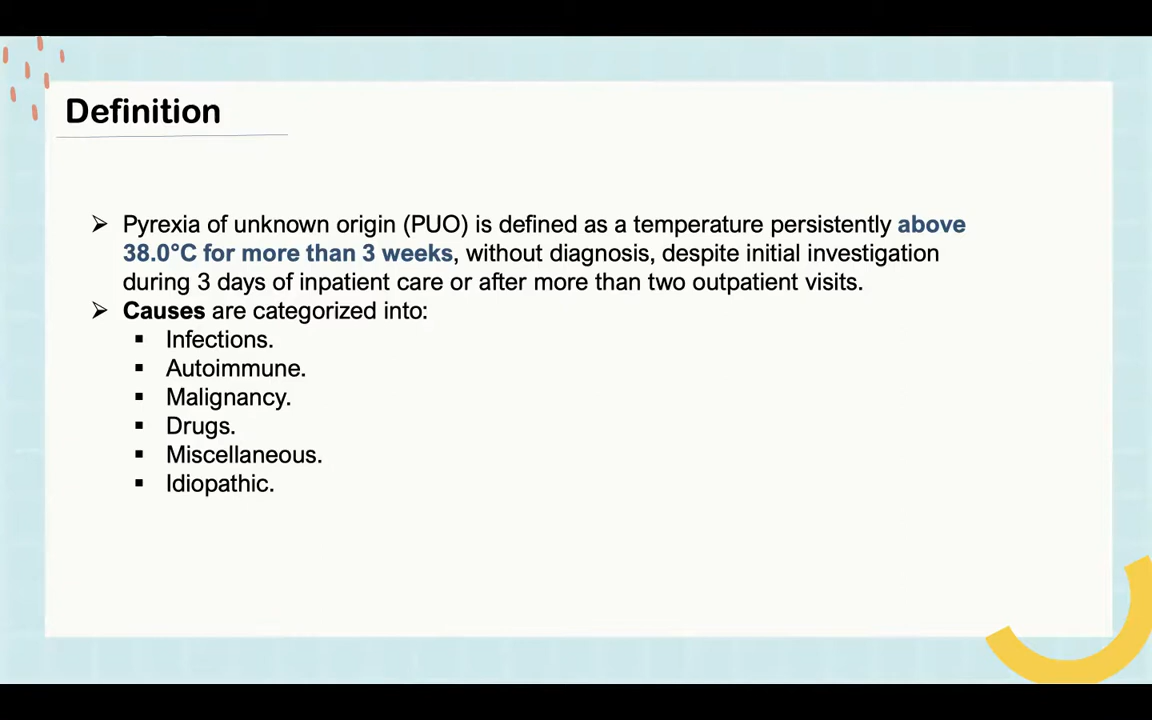 Definition
➢ Pyrexia of unknown origin (PUO) is defined as a temperature persistently above
38.0°C for more than 3 weeks, without diagnosis, despite initial investigation
during 3 days of inpatient care or after more than two outpatient visits.
➢ Causes are categorized into:
▪ Infections.
▪ Autoimmune.
▪ Malignancy.
▪ Drugs.
▪ Miscellaneous.
▪ Idiopathic.